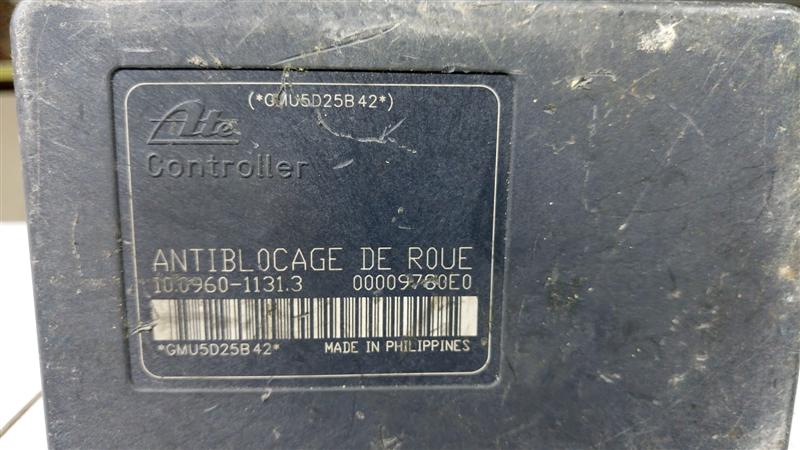 (*GMU5D25B42*)
Ate
Controller
ANTIBLOCAGE DE ROUE
10.0960-1131.3 00009780E0
*GMU5D25B42* MADE IN PHILIPPINES